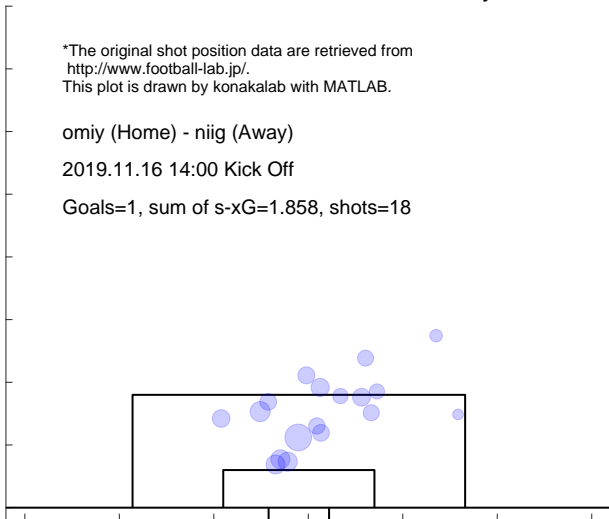 *The original shot position data are retrieved from
http://www.football-lab.jp/.
This plot is drawn by konakalab with MATLAB.
omiy (Home) - niig (Away)
2019.11.16 14:00 Kick Off
Goals=1, sum of s-xG=1.858, shots=18